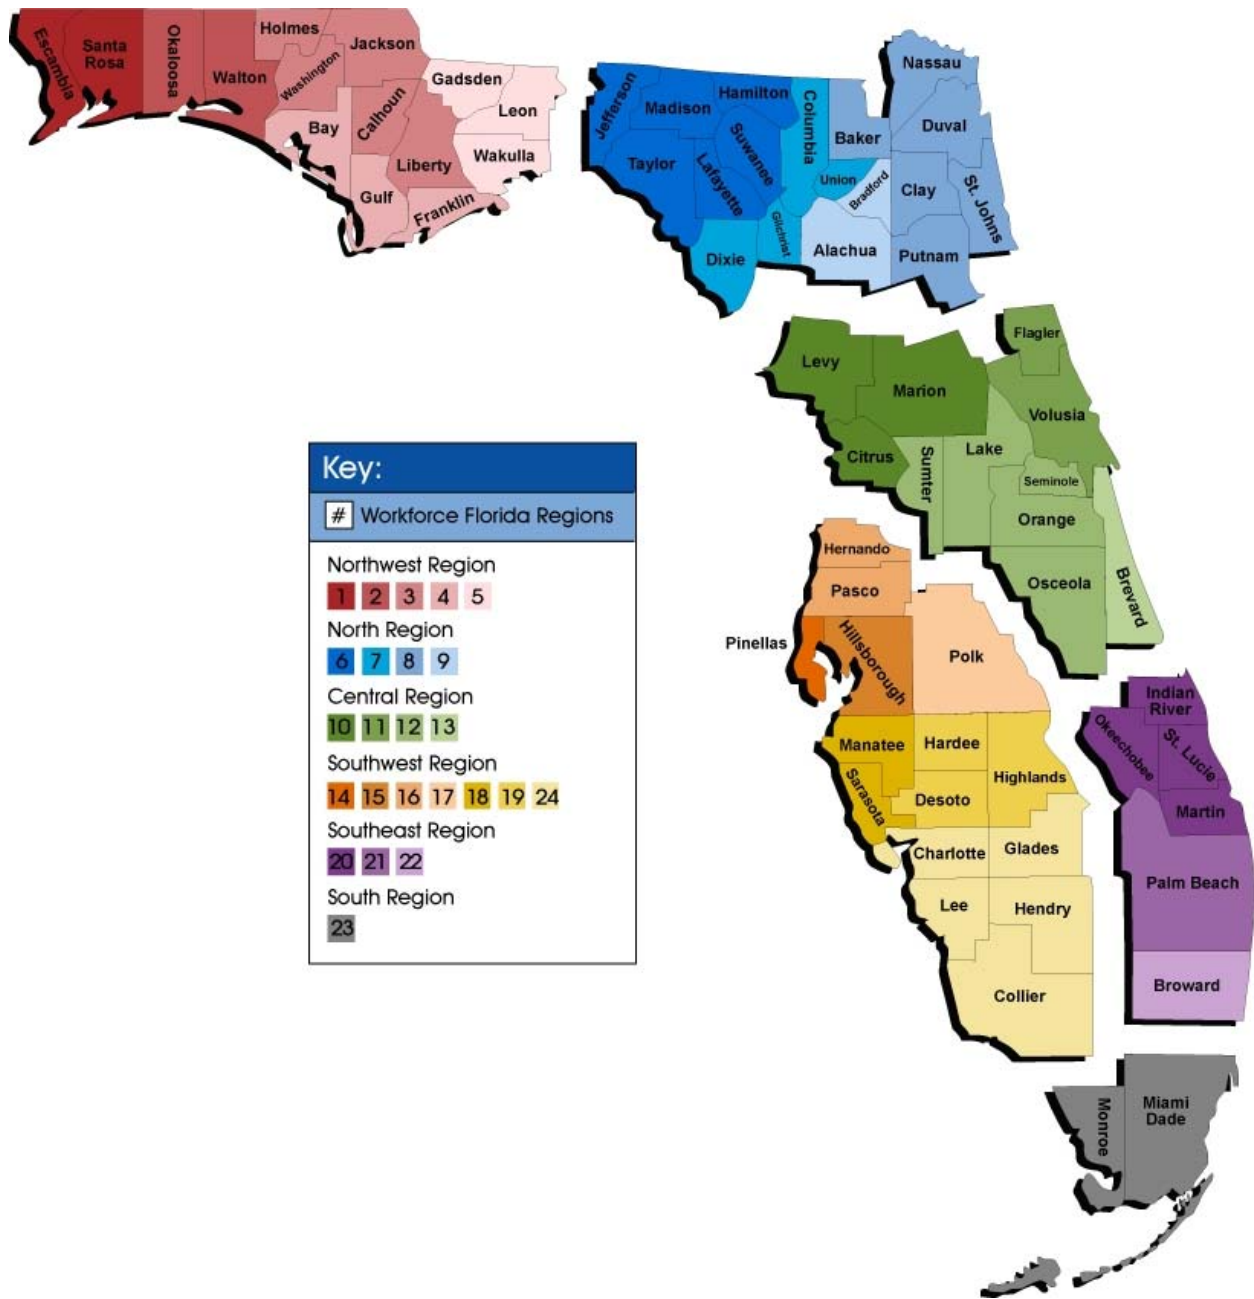 Escambia
Santa
Rosa
Okaloosa
Walton
Holmes
Washington
Jackson
Bay
Calhoun
Gulf
Liberty
Franklin
Gadsden
Leon
Wakulla
Jefferson
Madison
Hamilton
Taylor
Lafayette
Suwanee
Columbia
Baker
Union
Bradford
Dixie
Gilchrist
Alachua
Nassau
Duval
Clay
St. Johns
Putnam
Levy
Marion
Flagler
Volusia
Citrus
Sumter
Lake
Seminole
Orange
Osceola
Brevard
Key:
# Workforce Florida Regions
Northwest Region
1 2 3 4 5
North Region
6 7 8 9
Central Region
10 11 12 13
Southwest Region
14 15 16 17 18 19 24
Southeast Region
20 21 22
South Region
23
Hernando
Pasco
Pinellas
Hillsborough
Polk
Manatee
Hardee
Highlands
Sarasota
Desoto
Charlotte
Glades
Lee
Hendry
Collier
Indian
River
Okeechobee
St. Lucie
Martin
Palm Beach
Broward
Monroe
Miami
Dade